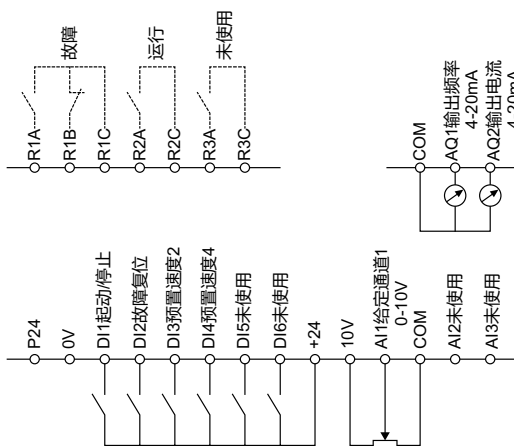 R1A
R1B
R1C
故障
R2A
R2C
运行
R3A
R3C
未使用
COM
AQ1输出频率
4-20mA
AQ2输出电流
4-20mA
P24
0V
DI1起动/停止
DI2故障复位
DI3预置速度2
DI4预置速度4
DI5未使用
DI6未使用
+24
10V
AI1给定通道1
0-10V
COM
AI2未使用
AI3未使用